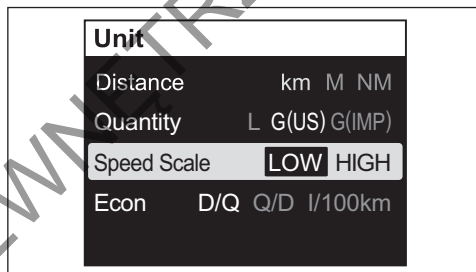 Unit
Distance km M NM
Quantity L G(US) G(IMP)
Speed Scale LOW HIGH
Econ D/Q Q/D l/100km